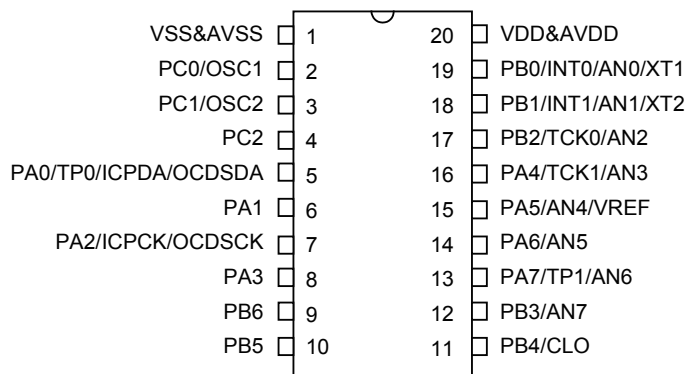 VSS&AVSS 1 20 VDD&AVDD
PC0/OSC1 2 19 PB0/INT0/AN0/XT1
PC1/OSC2 3 18 PB1/INT1/AN1/XT2
PC2 4 17 PB2/TCK0/AN2
PA0/TP0/ICPDA/OCDSDA 5 16 PA4/TCK1/AN3
PA1 6 15 PA5/AN4/VREF
PA2/ICPCK/OCDSCK 7 14 PA6/AN5
PA3 8 13 PA7/TP1/AN6
PB6 9 12 PB3/AN7
PB5 10 11 PB4/CLO